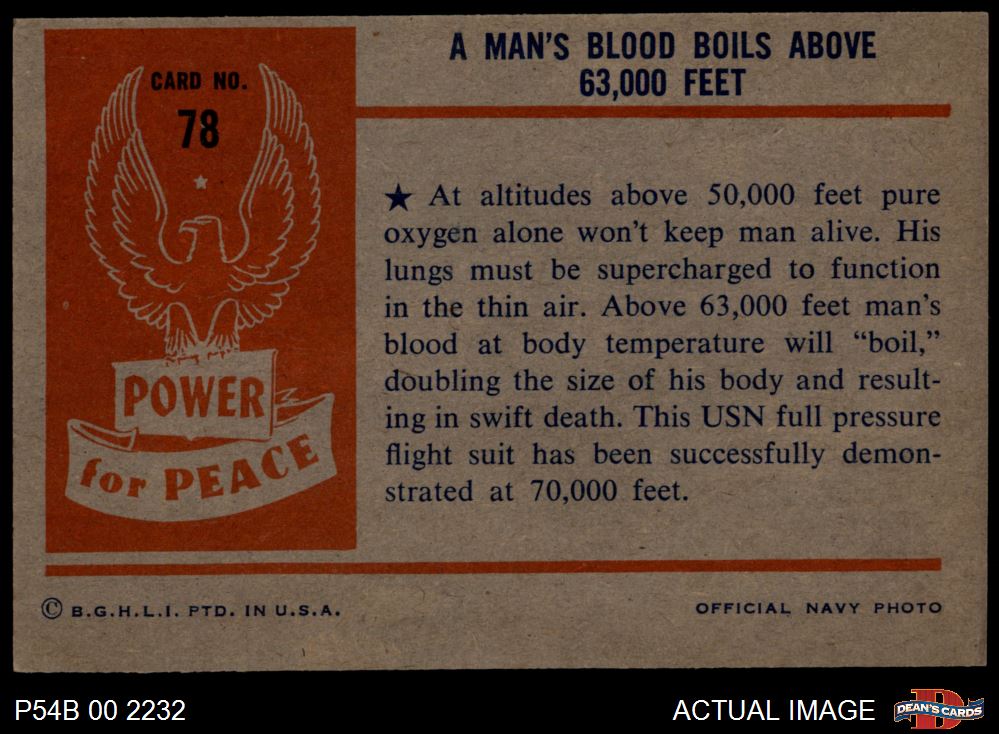 CARD NO.
78
POWER
for PEACE
A MAN'S BLOOD BOILS ABOVE
63,000 FEET
★ At altitudes above 50,000 feet pure
oxygen alone won't keep man alive. His
lungs must be supercharged to function
in the thin air. Above 63,000 feet man's
blood at body temperature will "boil,"
doubling the size of his body and result-
ing in swift death. This USN full pressure
flight suit has been successfully demon-
strated at 70,000 feet.
© B.G.H.L.I. PTD. IN U.S.A.
OFFICIAL NAVY PHOTO
P54B 00 2232
ACTUAL IMAGE
D
DEAN'S CARDS